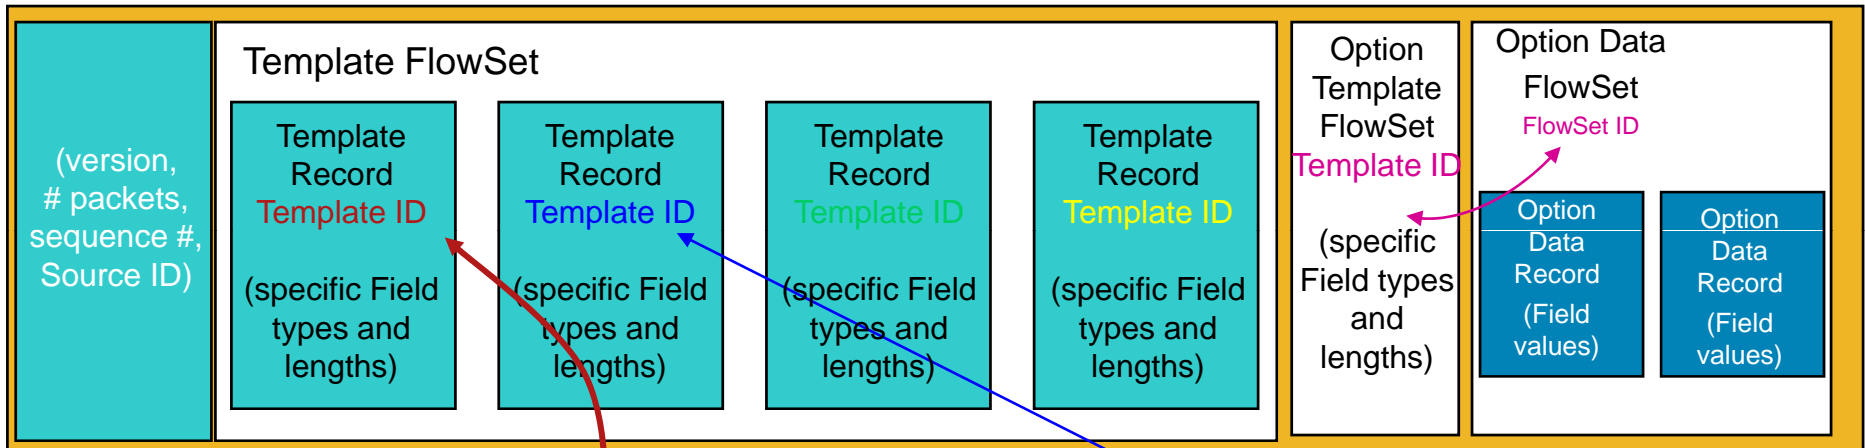 (version,
# packets,
sequence #,
Source ID)
Template FlowSet
Template
Record
Template ID
(specific Field
types and
lengths)
Template
Record
Template ID
(specific Field
types and
lengths)
Template
Record
Template ID
(specific Field
types and
lengths)
Template
Record
Template ID
(specific Field
types and
lengths)
Option
Template
FlowSet
Template ID
(specific
Field types
and
lengths)
Option Data
FlowSet
FlowSet ID
Option
Data
Record
(Field
values)
Option
Data
Record
(Field
values)